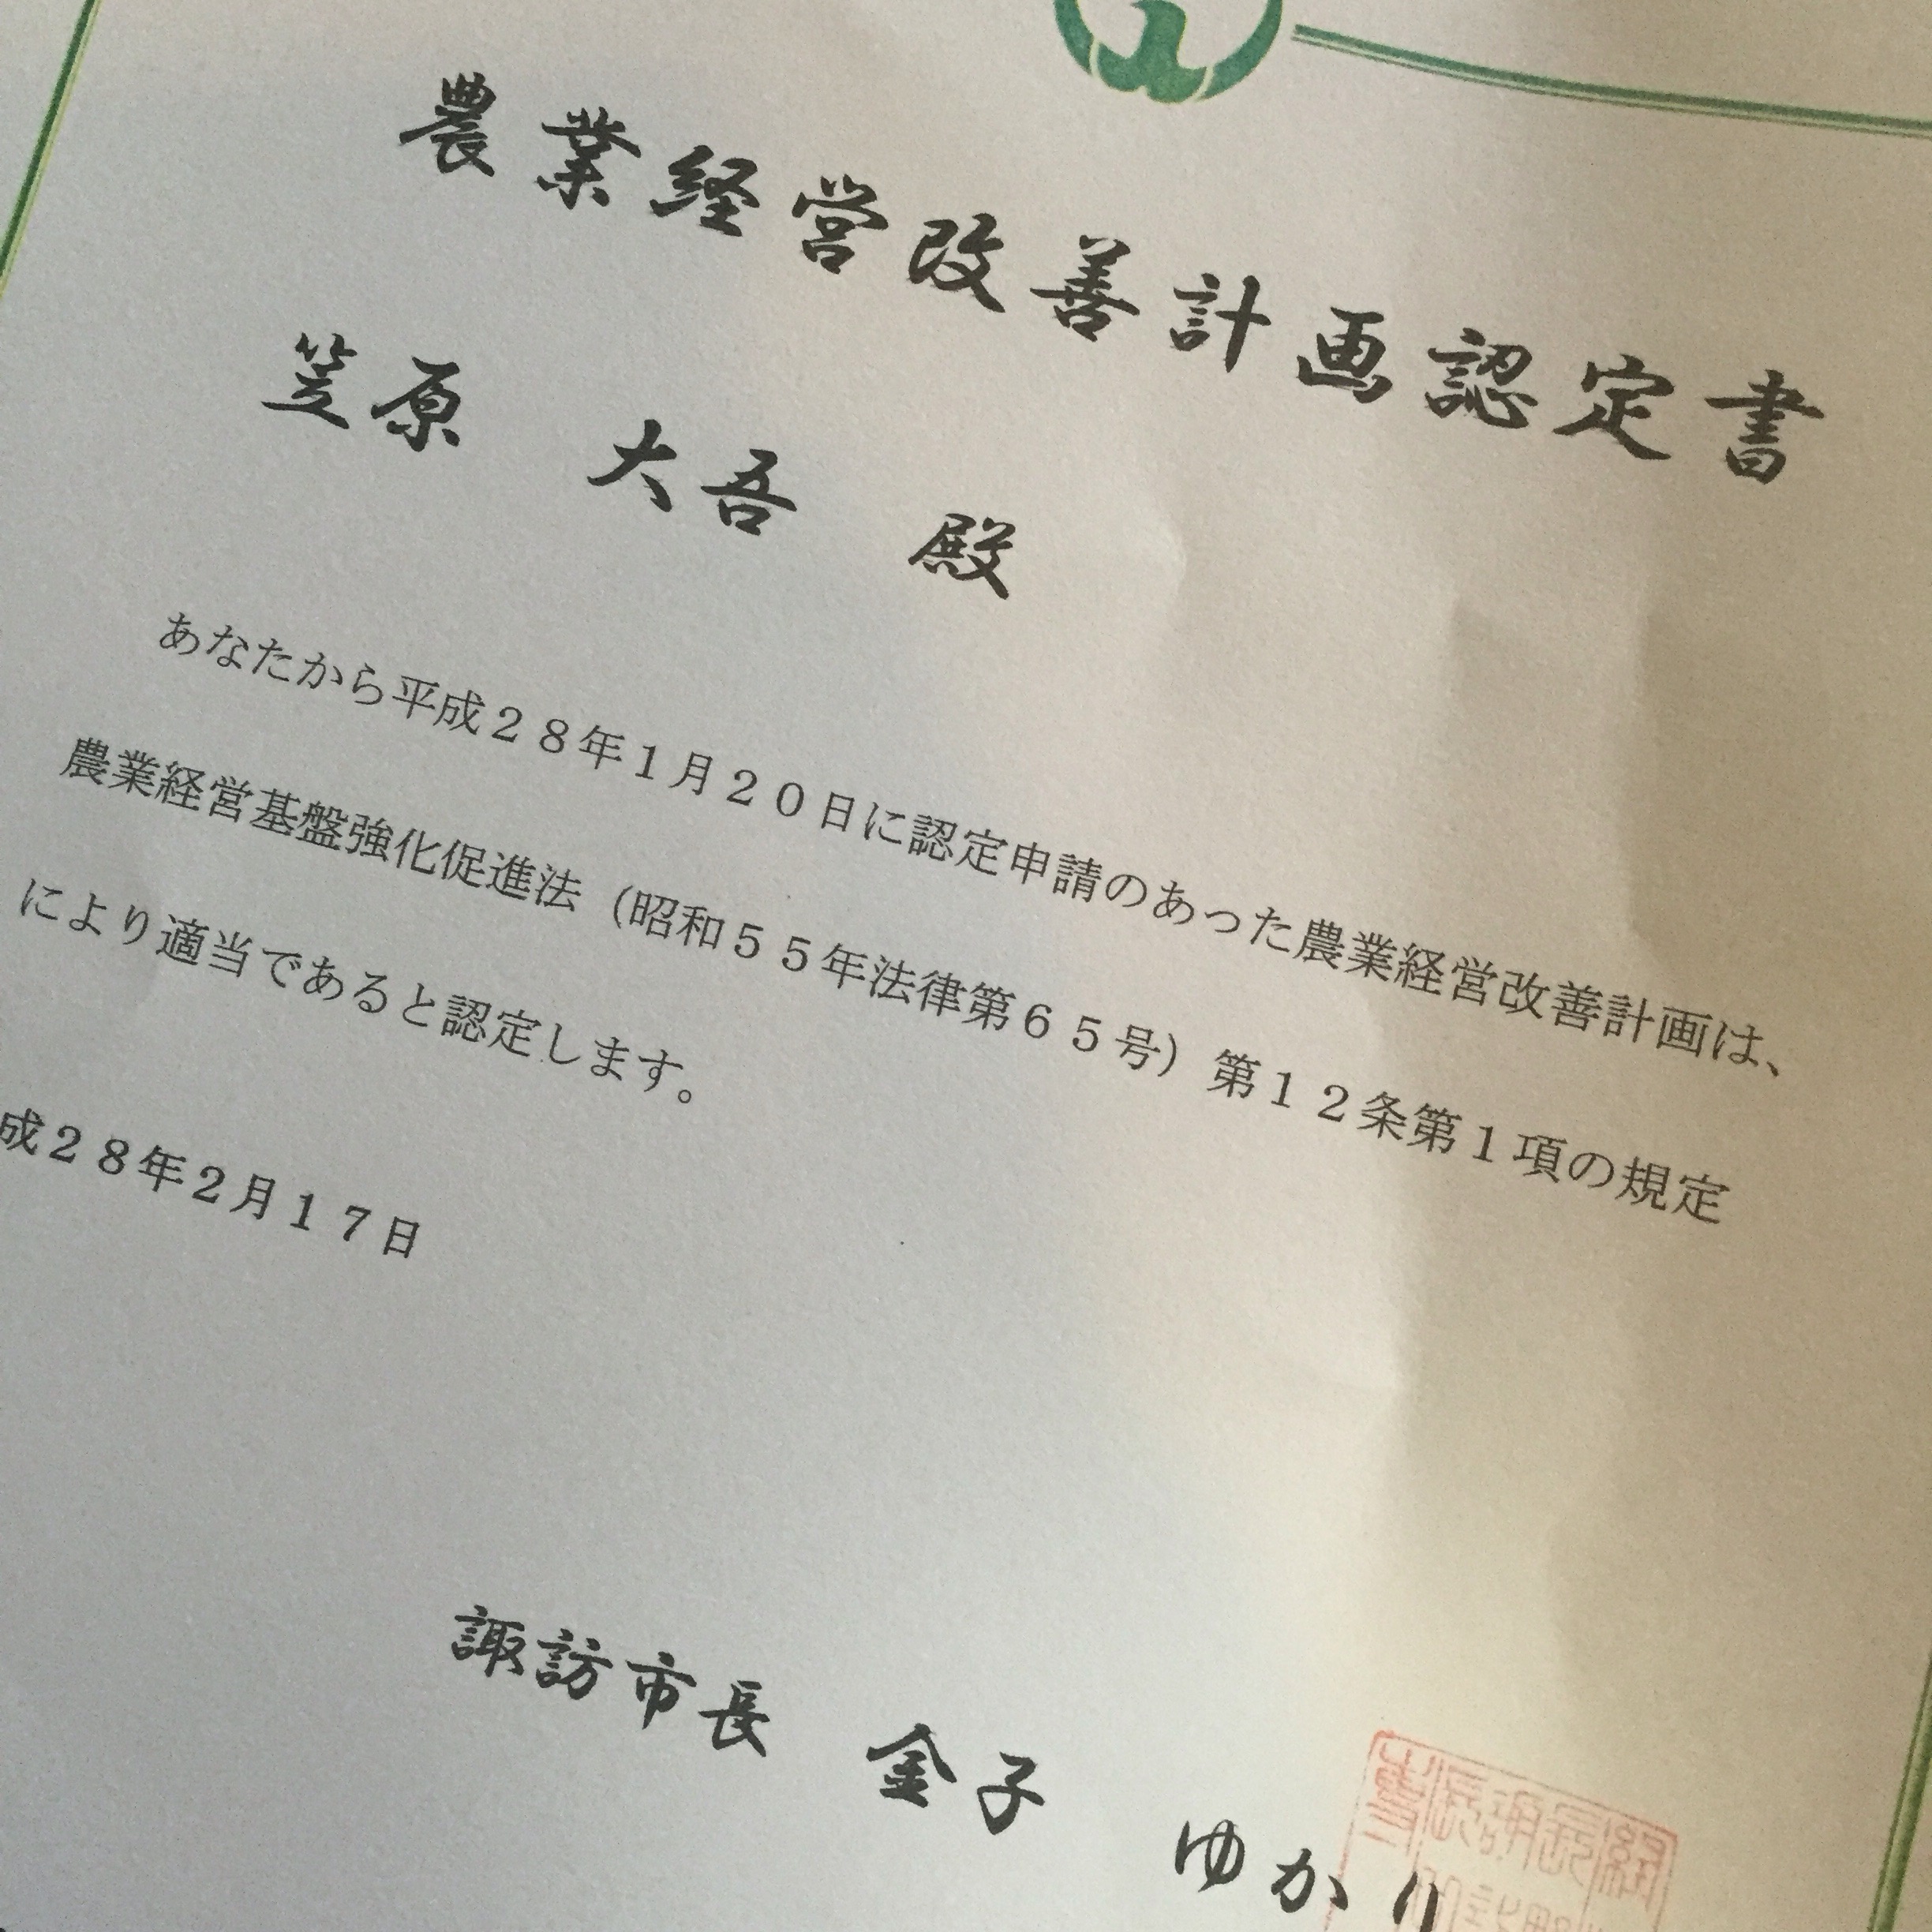 農業経営改善計画認定書
笠原 大吾 殿
あなたから平成28年1月20日に認定申請のあった農業経営改善計画は、
農業経営基盤強化促進法（昭和55年法律第65号）第12条第1項の規定
により適当であると認定します。
成28年2月17日
諏訪市長 金子 ゆかり